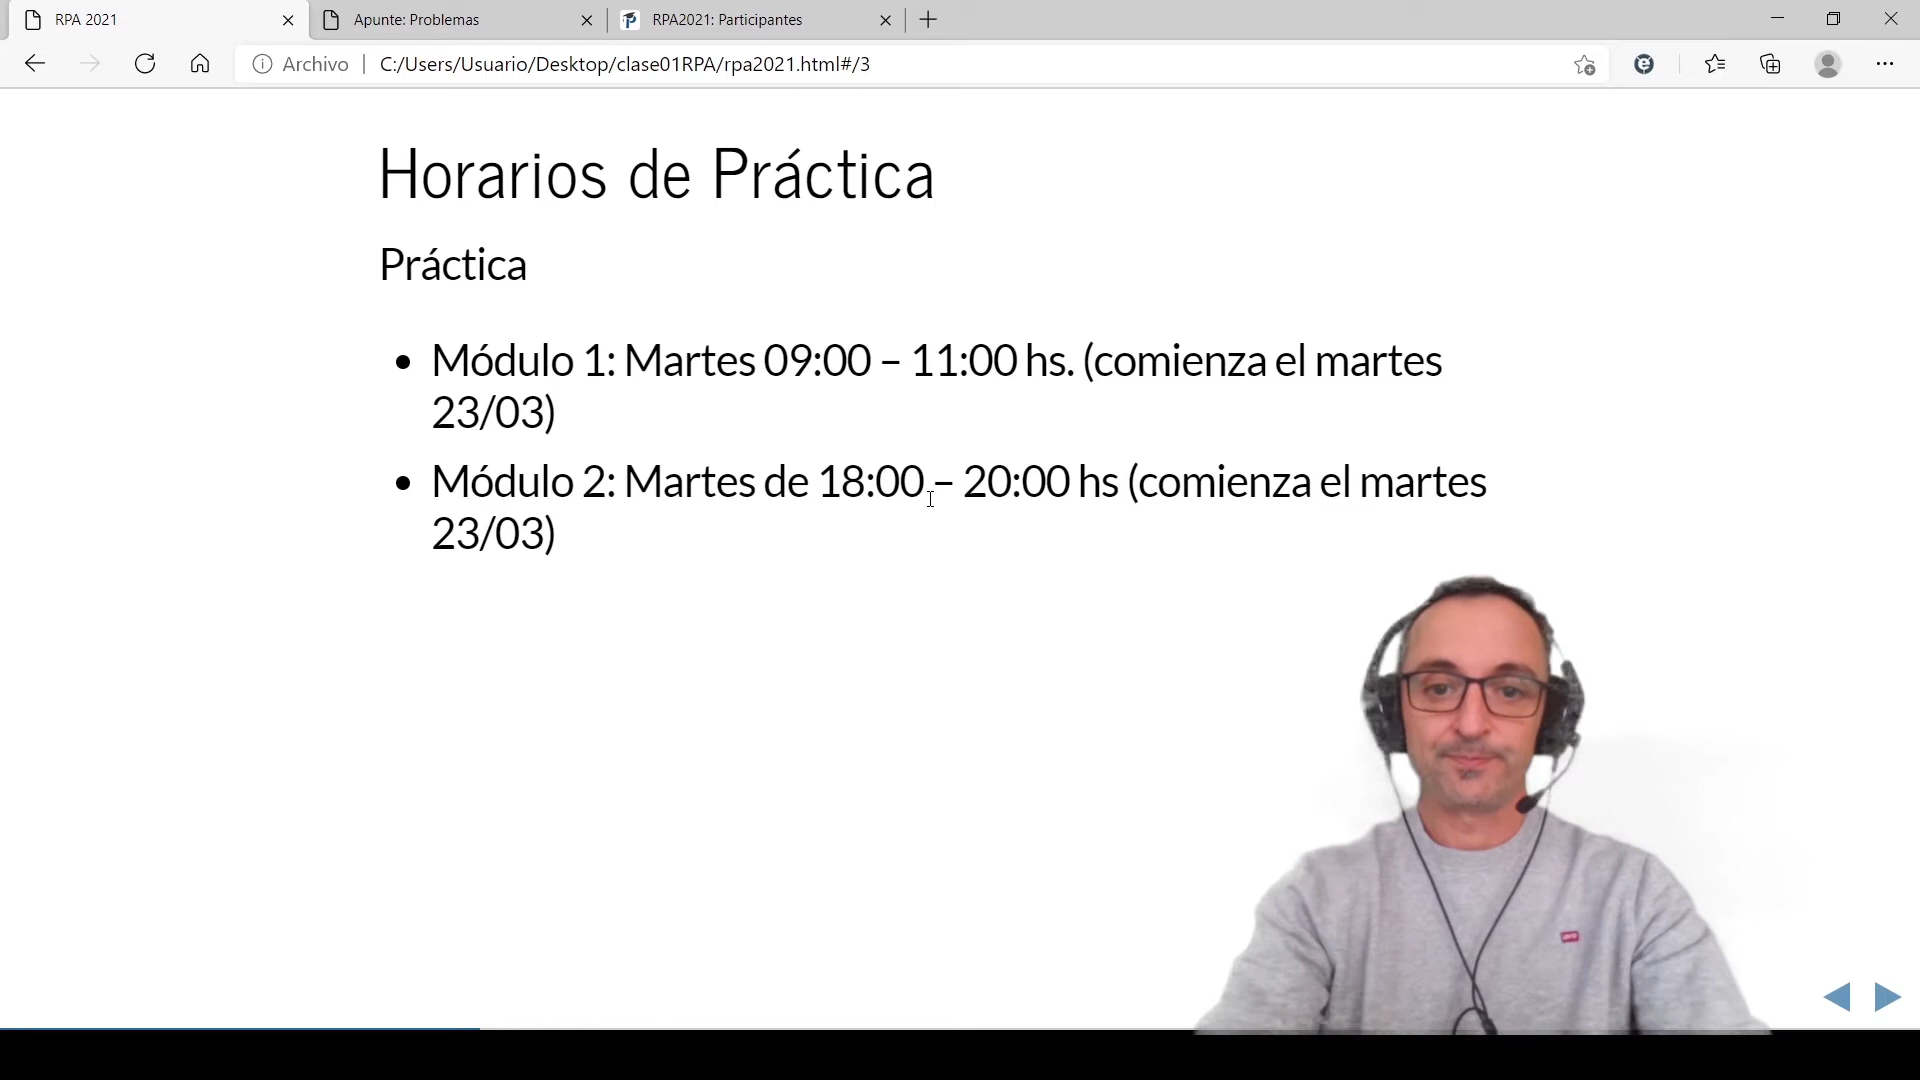 RPA 2021
Apunte: Problemas
RPA2021: Participantes
Archivo
C:/Users/Usuario/Desktop/clase01RPA/rpa2021.html#/3
Horarios de Práctica
Práctica
Módulo 1: Martes 09:00 – 11:00 hs. (comienza el martes
23/03)
Módulo 2: Martes de 18:00 – 20:00 hs (comienza el martes
23/03)